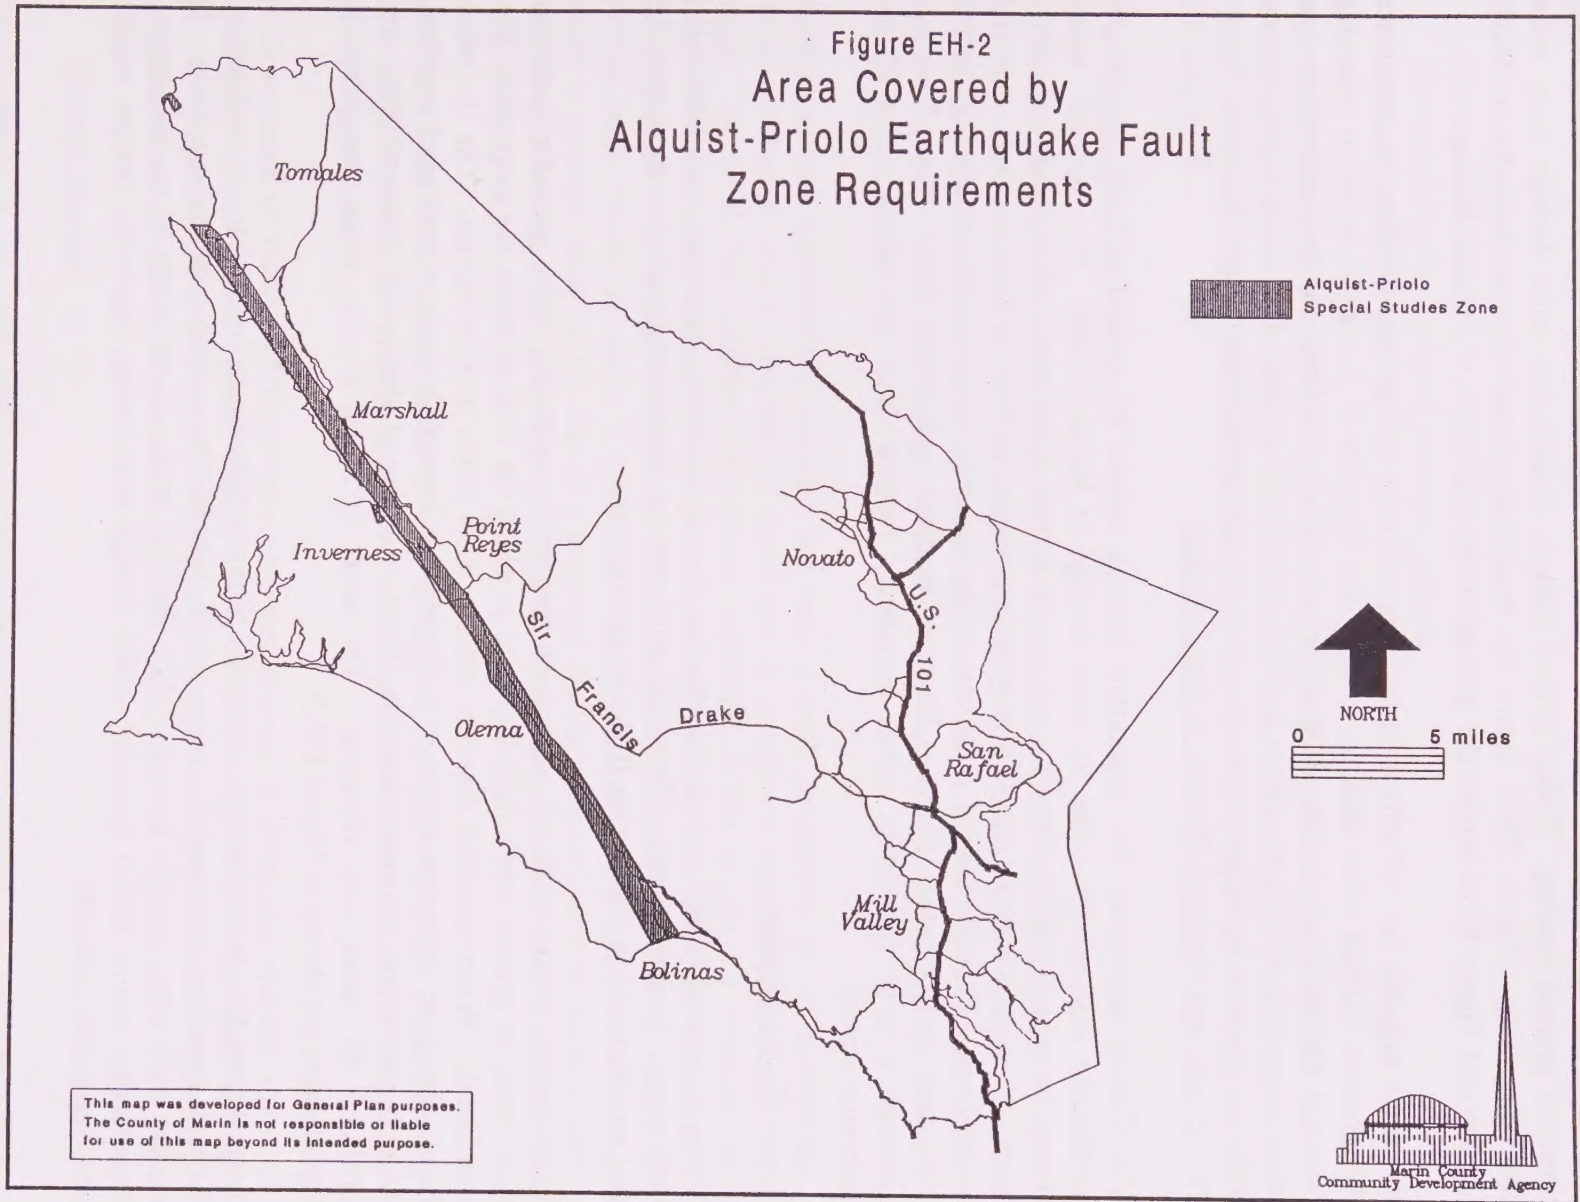 Figure EH-2
Area Covered by
Alquist-Priolo Earthquake Fault
Zone Requirements
Alquist-Priolo
Special Studies Zone
Tomales
Marshall
Point
Reyes
Inverness
Novato
U.S.
101
Sir
Francis
Drake
Olema
San
Rafael
NORTH
0 5 miles
Mill
Valley
Bolinas
This map was developed for General Plan purposes.
The County of Marin is not responsible or liable
for use of this map beyond its intended purpose.
Marin County
Community Development Agency